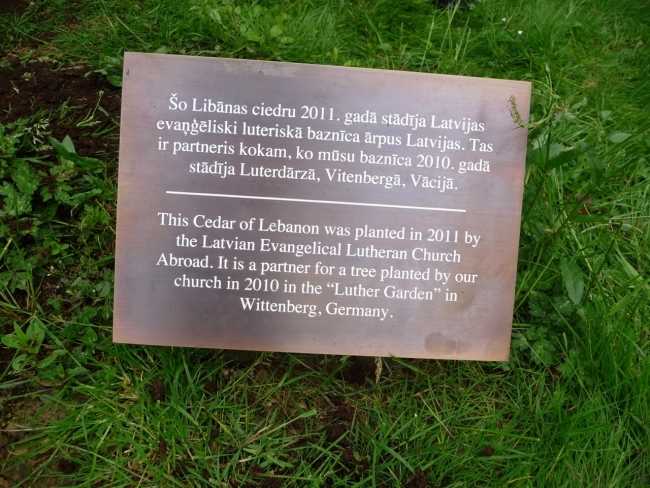 Šo Libānas ciedru 2011. gadā stādīja Latvijas
evaņģēliski luteriskā baznīca ārpus Latvijas. Tas
ir partneris kokam, ko mūsu baznīca 2010. gadā
stādīja Luterdārzā, Vitenbergā, Vācijā.
This Cedar of Lebanon was planted in 2011 by
the Latvian Evangelical Lutheran Church
Abroad. It is a partner for a tree planted by our
church in 2010 in the “Luther Garden” in
Wittenberg, Germany.